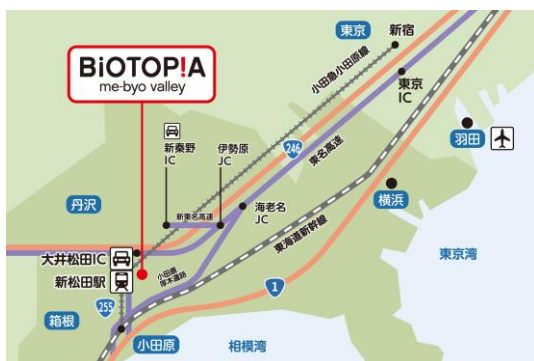 BiOTOP!A
me-byo valley
東京
新宿
小田急小田原線
東京
IC
246
東名高速
羽田
新秦野
IC
伊勢原
JC
丹沢
新東名高速
海老名
JC
横浜
東海道新幹線
東京湾
大井松田IC
新松田駅
小田原
厚木道路
255
1
箱根
小田原
相模湾